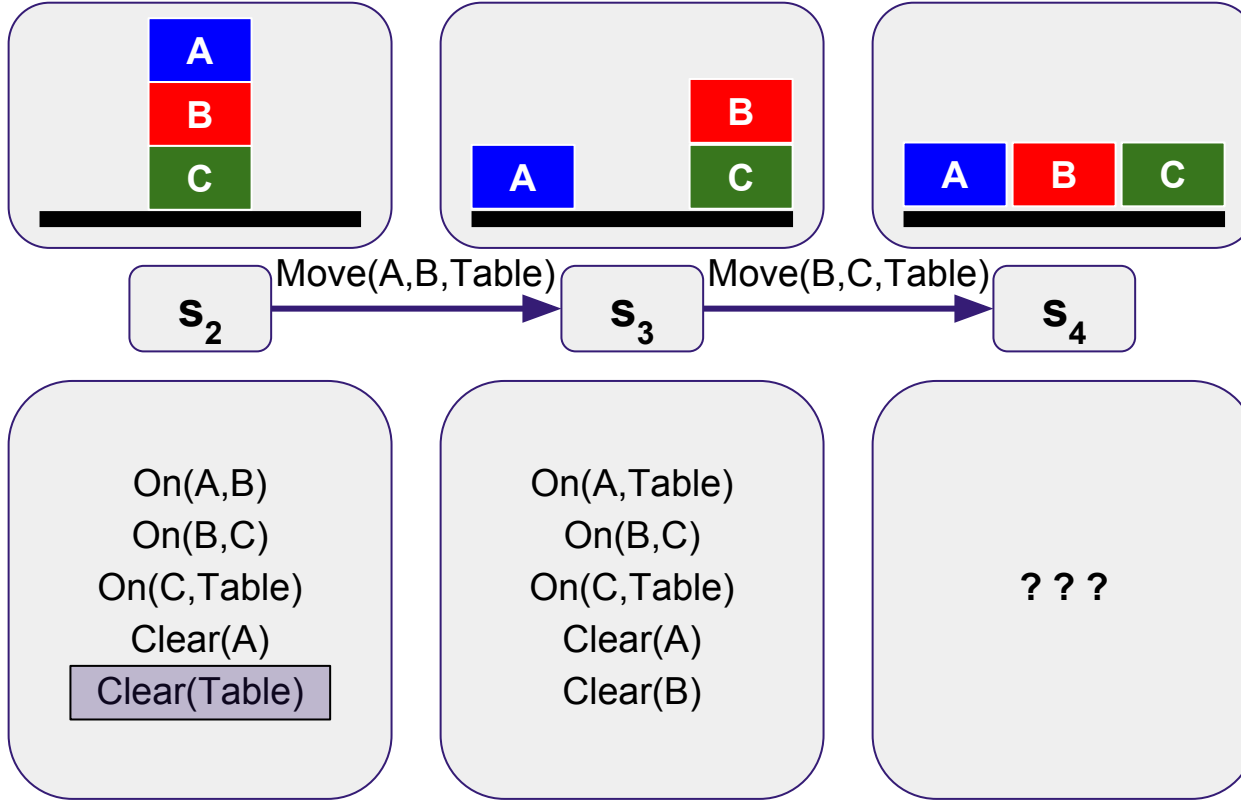 A
B
C
A
B
C
A B C
Move(A,B,Table)
Move(B,C,Table)
s₂
s₃
s₄
On(A,B)
On(B,C)
On(C,Table)
Clear(A)
Clear(Table)
On(A,Table)
On(B,C)
On(C,Table)
Clear(A)
Clear(B)
? ? ?